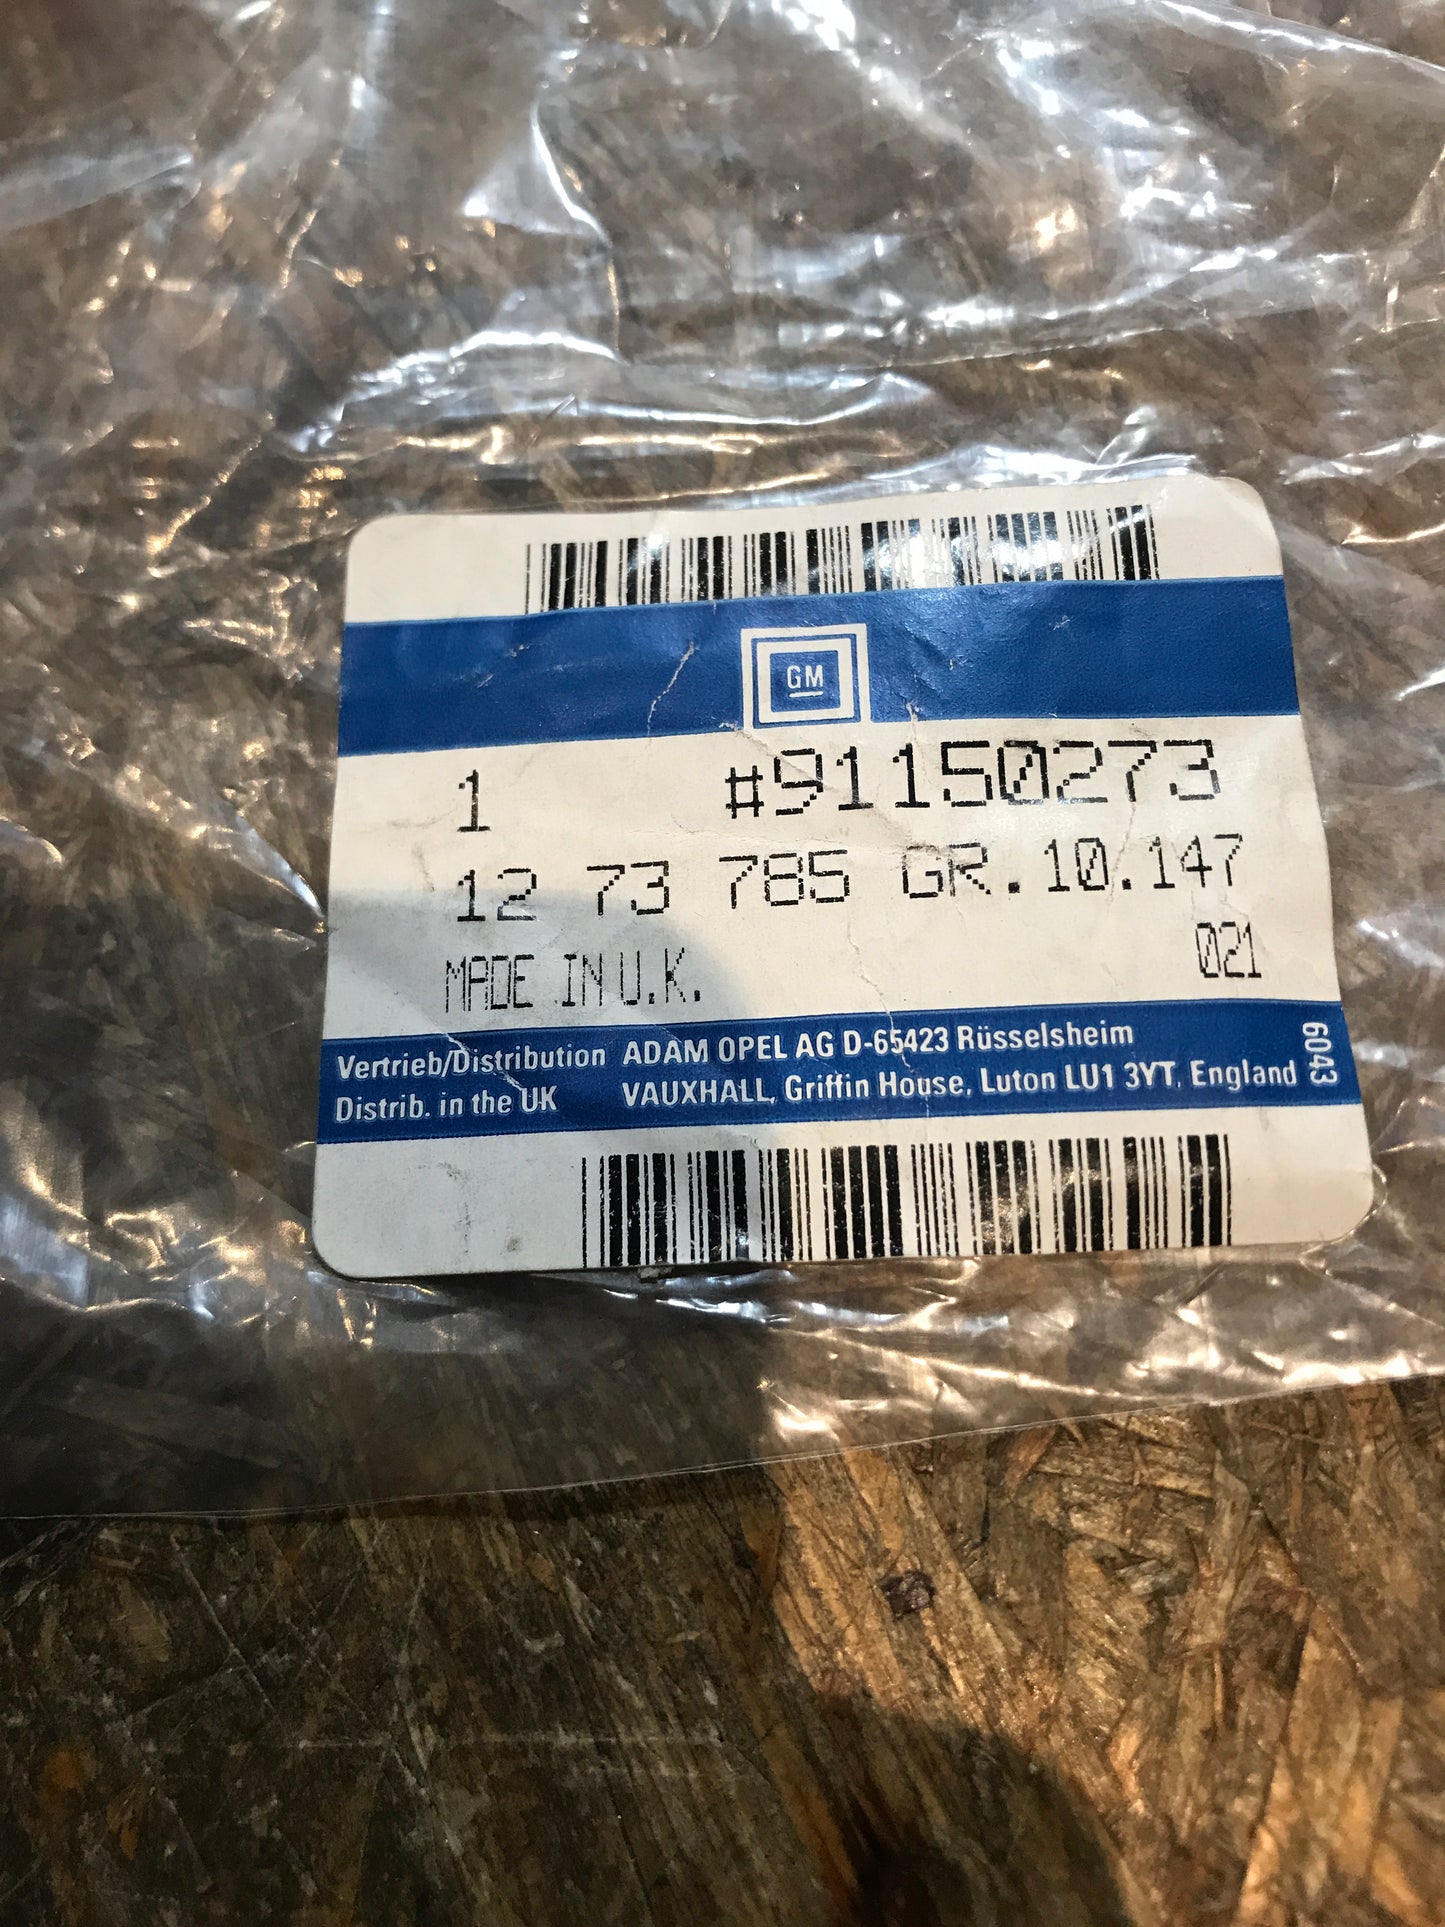 GM
1 #91150273
12 73 785 GR.10.147
MADE IN U.K. 021
Vertrieb/Distribution ADAM OPEL AG D-65423 Rüsselsheim
Distrib. in the UK VAUXHALL, Griffin House, Luton LU1 3YT, England
6043